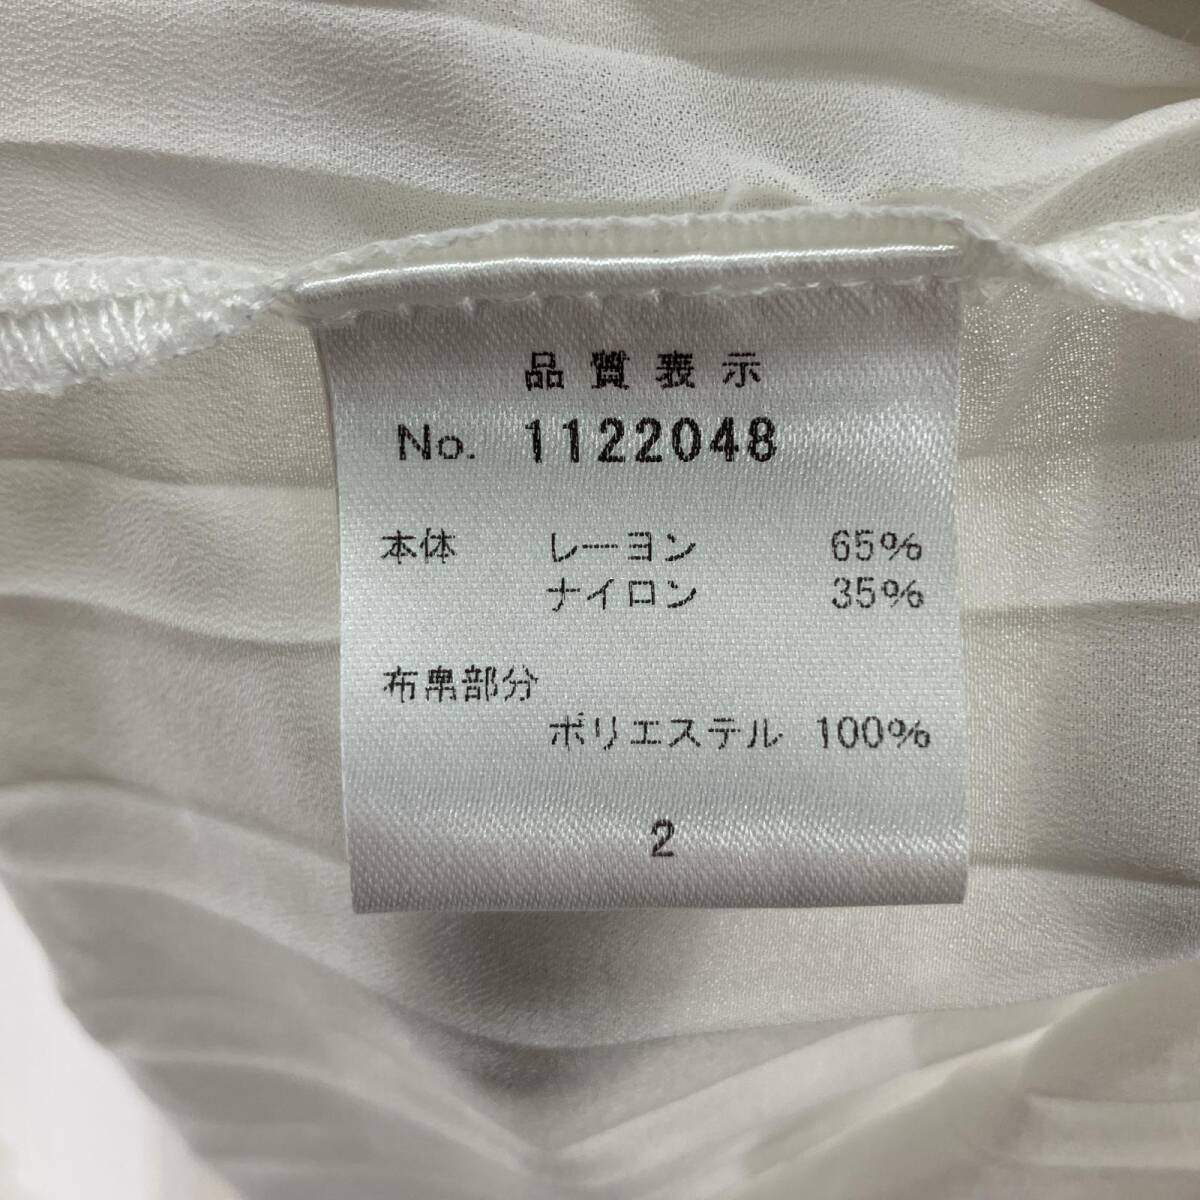 品質表示
No. 1122048
本体 レーヨン 65%
ナイロン 35%
布帛部分
ポリエステル 100%
2